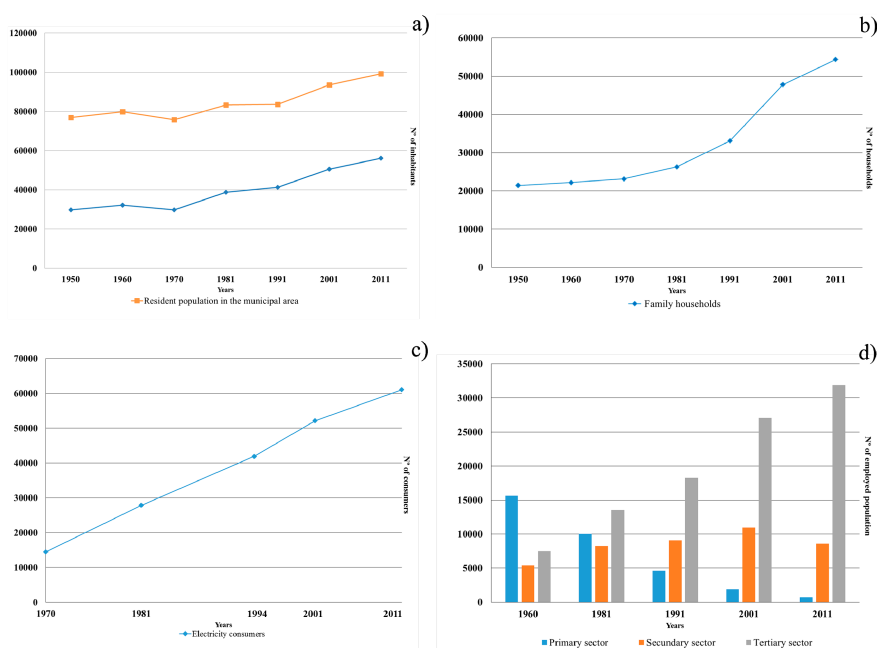 a)
120000
100000
80000
60000
40000
20000
0
1950 1960 1970 1981 1991 2001 2011
Years
Nº of inhabitants
Resident population in the municipal area
b)
60000
50000
40000
30000
20000
10000
0
1950 1960 1970 1981 1991 2001 2011
Years
Nº of households
Family households
c)
70000
60000
50000
40000
30000
20000
10000
0
1970 1981 1994 2001 2011
Years
Nº of consumers
Electricity consumers
d)
35000
30000
25000
20000
15000
10000
5000
0
1960 1981 1991 2001 2011
Years
Nº of employed population
Primary sector Secundary sector Tertiary sector